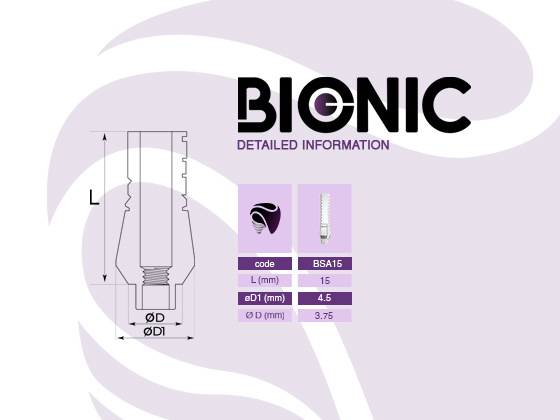 BIONIC
DETAILED INFORMATION
L
code BSA15
L (mm) 15
øD1 (mm) 4.5
Ø D (mm) 3.75
ØD
ØD1